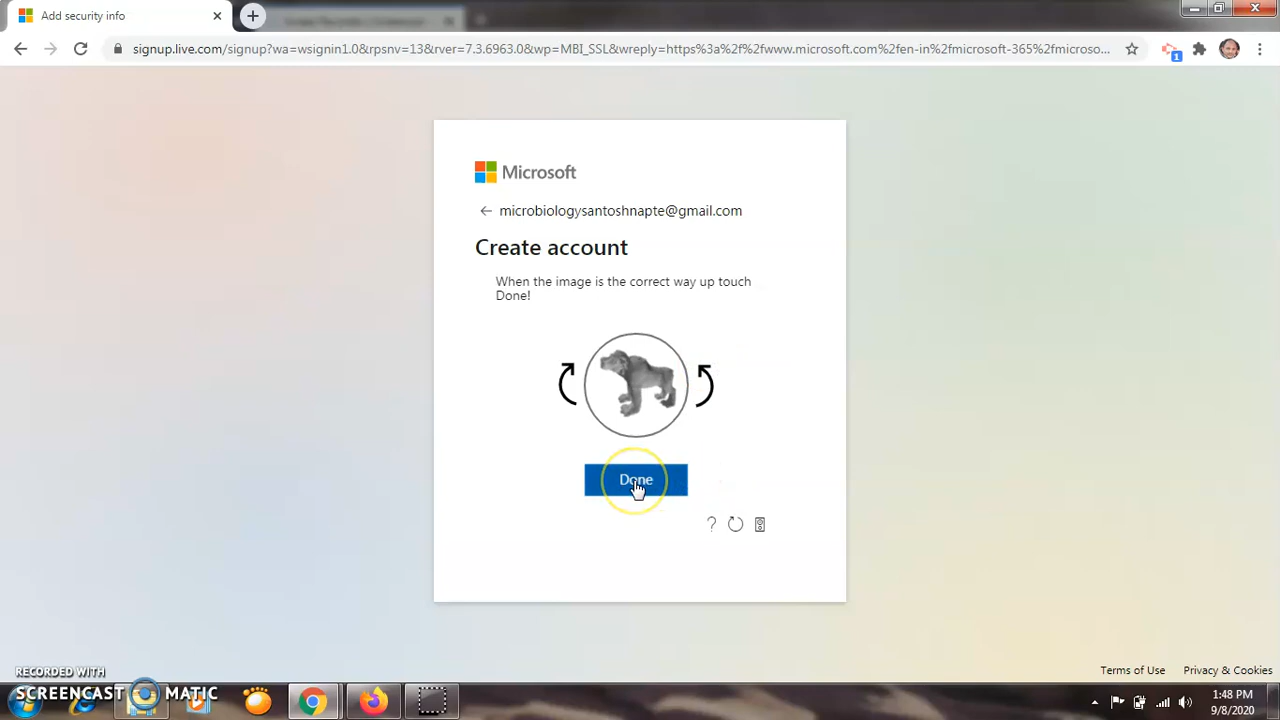 Add security info
signup.live.com/signup?wa=wsignin1.0&rpsnv=13&rver=7.3.6963.0&wp=MBI_SSL&wreply=https%3a%2f%2fwww.microsoft.com%2fen-in%2fmicrosoft-365%2fmicroso...
1
Microsoft
← microbiologysantoshnapte@gmail.com
Create account
When the image is the correct way up touch
Done!
Done
?
Terms of Use Privacy & Cookies
RECORDED WITH
SCREENCAST MATIC
1:48 PM
9/8/2020